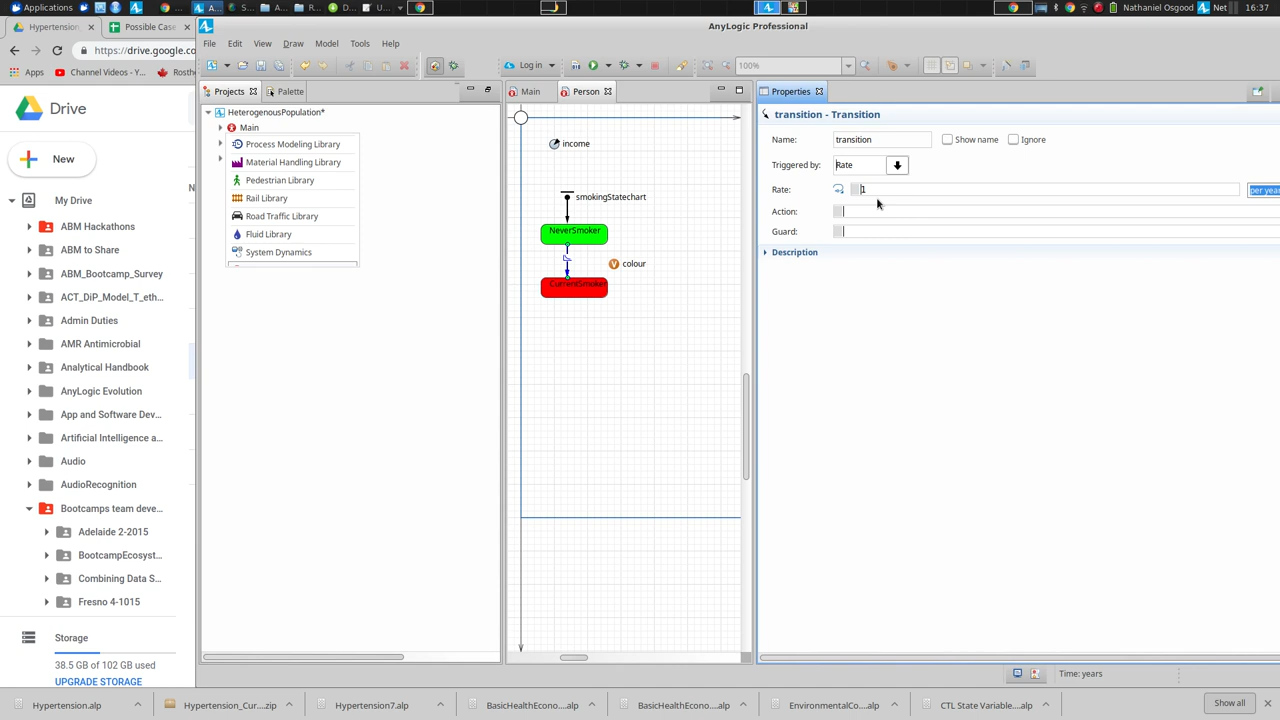 Applications
Nathaniel Osgood
Net
16:37
Hypertension
Possible Case
https://drive.google.co
Apps
Channel Videos - Y...
Rosth
Drive
New
My Drive
ABM Hackathons
ABM to Share
ABM_Bootcamp_Survey
ACT_DiP_Model_T_eth...
Admin Duties
AMR Antimicrobial
Analytical Handbook
AnyLogic Evolution
App and Software Dev...
Artificial Intelligence a...
Audio
AudioRecognition
Bootcamps team deve...
Adelaide 2-2015
BootcampEcosyst...
Combining Data S...
Fresno 4-1015
Storage
38.5 GB of 102 GB used
UPGRADE STORAGE
AnyLogic Professional
File Edit View Draw Model Tools Help
Log in
100%
Projects
Palette
HeterogenousPopulation*
Main
Process Modeling Library
Material Handling Library
Pedestrian Library
Rail Library
Road Traffic Library
Fluid Library
System Dynamics
Main
Person
income
smokingStatechart
NeverSmoker
colour
CurrentSmoker
Properties
transition - Transition
Name: transition Show name Ignore
Triggered by: Rate
Rate: 1 per year
Action:
Guard:
Description
Time: years
Hypertension.alp
Hypertension_Cur....zip
Hypertension7.alp
BasicHealthEcono....alp
BasicHealthEcono....alp
EnvironmentalCo....alp
CTL State Variable....alp
Show all